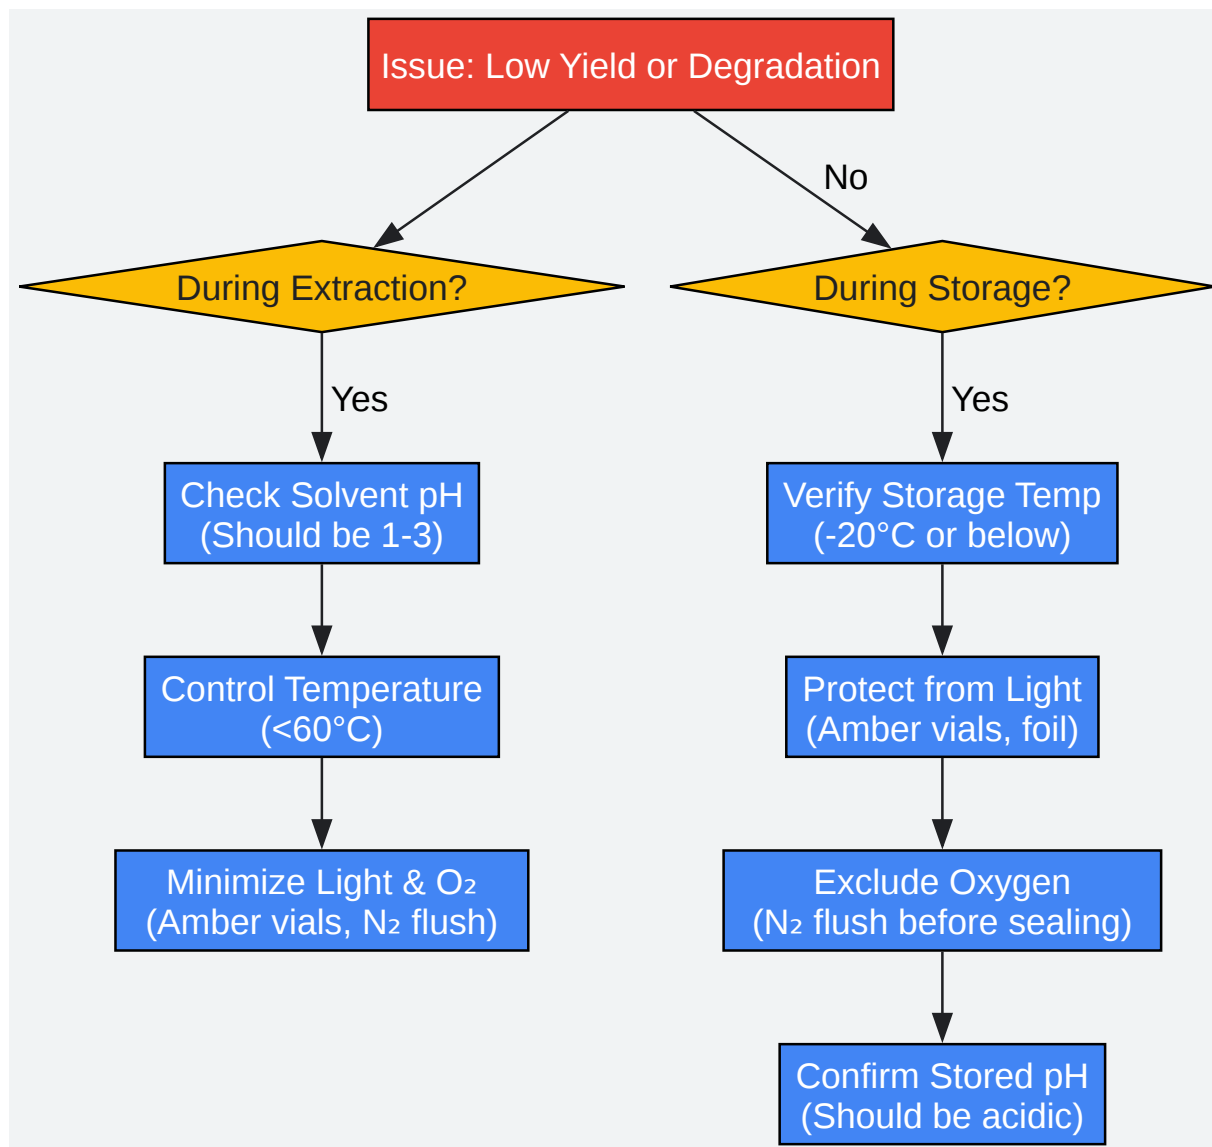 Issue: Low Yield or Degradation
No
During Extraction?
During Storage?
Yes
Yes
Check Solvent pH
(Should be 1-3)
Verify Storage Temp
(-20°C or below)
Control Temperature
(<60°C)
Protect from Light
(Amber vials, foil)
Minimize Light & O₂
(Amber vials, N₂ flush)
Exclude Oxygen
(N₂ flush before sealing)
Confirm Stored pH
(Should be acidic)